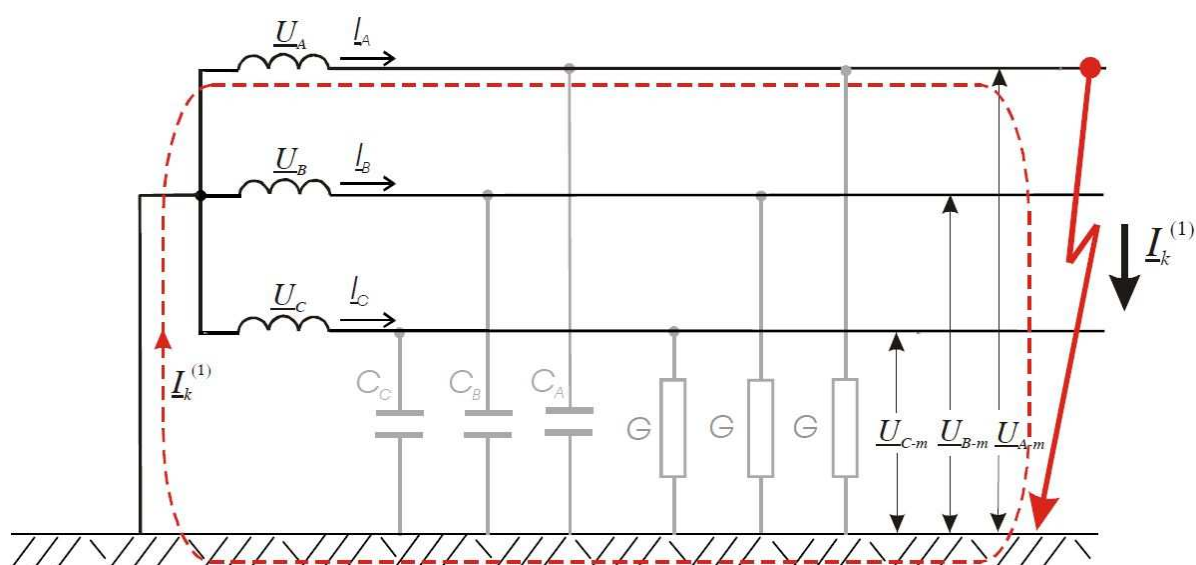 U_A I_A
U_B I_B
I_k^(1)
U_C I_C
I_k^(1)
C_C C_B C_A
G G G
U_C-m U_B-m U_A-m